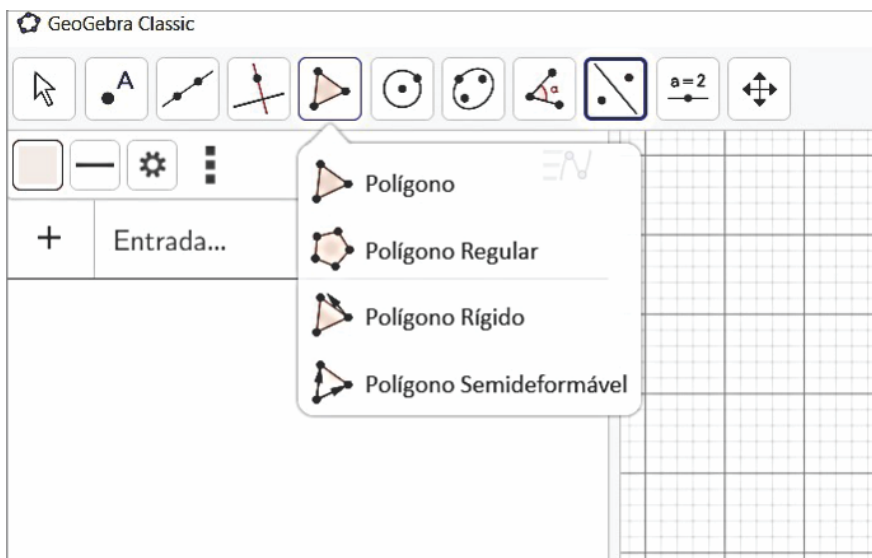 GeoGebra Classic
A
α
a=2
Polígono
Polígono Regular
+ Entrada...
Polígono Rígido
Polígono Semideformável